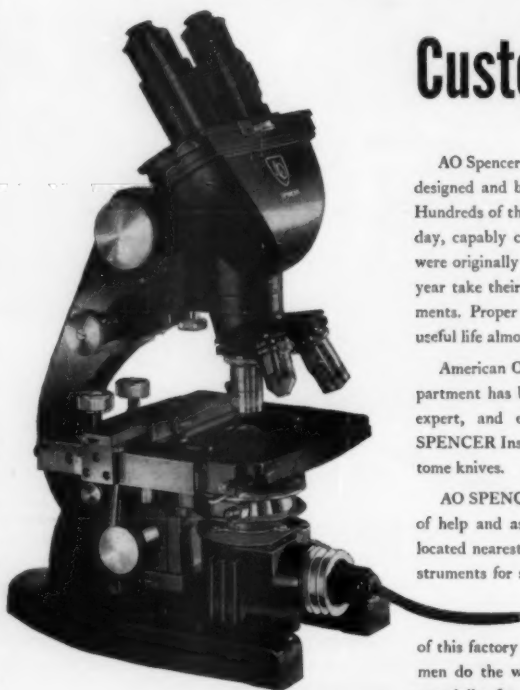 Custo
AO Spencer
designed and b
Hundreds of th
day, capably c
were originally
year take their
ments. Proper
useful life almo
American O
partment has b
expert, and e
SPENCER Ins
tome knives.
AO SPENC
of help and as
located nearest
struments for s
of this factory
men do the w